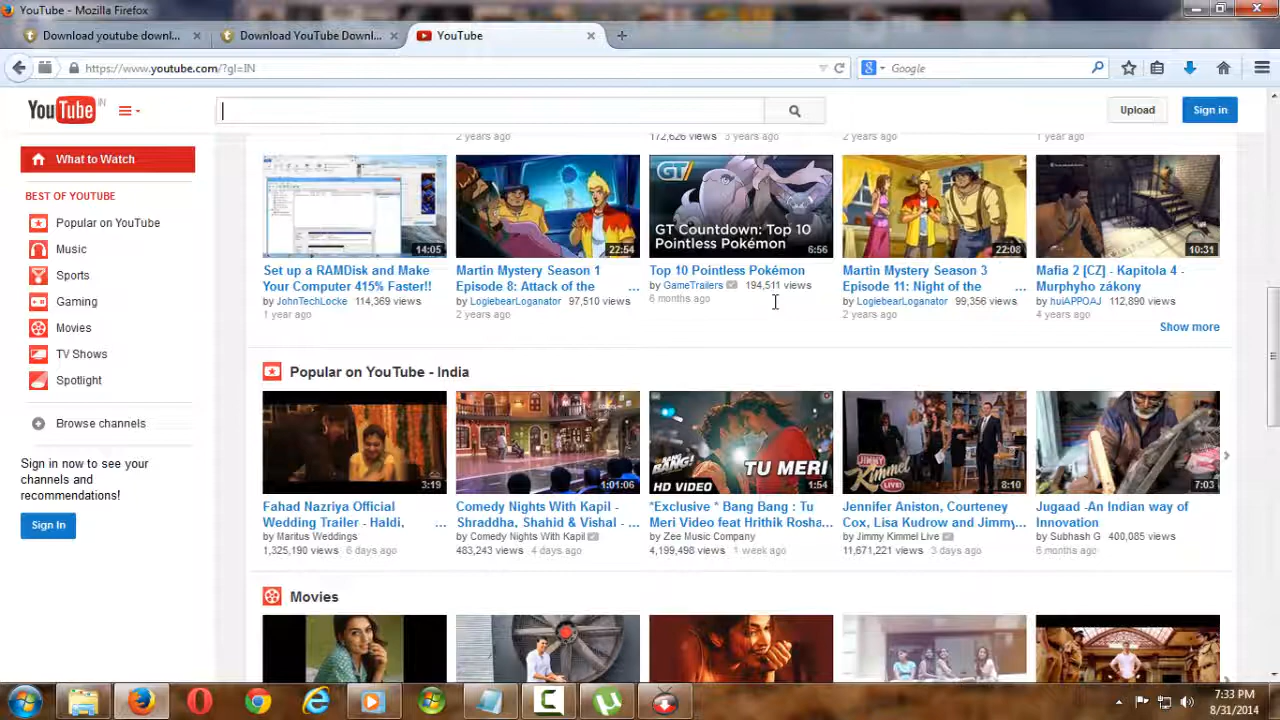 YouTube - Mozilla Firefox
Download youtube downl...
Download YouTube Downl...
YouTube
https://www.youtube.com/?gl=IN
Google
YouTube IN
Upload
Sign in
What to Watch
BEST OF YOUTUBE
Popular on YouTube
Music
Sports
Gaming
Movies
TV Shows
Spotlight
Browse channels
Sign in now to see your
channels and
recommendations!
Sign In
2 years ago
172,626 views 3 years ago
2 years ago
1 year ago
14:05
Set up a RAMDisk and Make
Your Computer 415% Faster!!
by JohnTechLocke 114,369 views
1 year ago
22:54
Martin Mystery Season 1
Episode 8: Attack of the ...
by LogiebearLoganator 97,510 views
2 years ago
GT
GT Countdown: Top 10
Pointless Pokémon
6:56
Top 10 Pointless Pokémon
by GameTrailers 194,511 views
6 months ago
22:08
Martin Mystery Season 3
Episode 11: Night of the ...
by LogiebearLoganator 99,356 views
2 years ago
10:31
Mafia 2 [CZ] - Kapitola 4 -
Murphyho zákony
by huiAPPOAJ 112,890 views
4 years ago
Show more
Popular on YouTube - India
3:19
Fahad Nazriya Official
Wedding Trailer - Haldi, ...
by Maritus Weddings
1,325,190 views 6 days ago
1:01:06
Comedy Nights With Kapil -
Shraddha, Shahid & Vishal - ...
by Comedy Nights With Kapil
483,243 views 4 days ago
BANG BANG!
TU MERI
HD VIDEO
1:54
*Exclusive * Bang Bang : Tu
Meri Video feat Hrithik Rosha...
by Zee Music Company
4,199,498 views 1 week ago
JIMMY KIMMEL LIVE!
8:10
Jennifer Aniston, Courteney
Cox, Lisa Kudrow and Jimmy...
by Jimmy Kimmel Live
11,671,221 views 3 days ago
7:03
Jugaad -An Indian way of
Innovation
by Subhash G 400,085 views
6 months ago
Movies
7:33 PM
8/31/2014